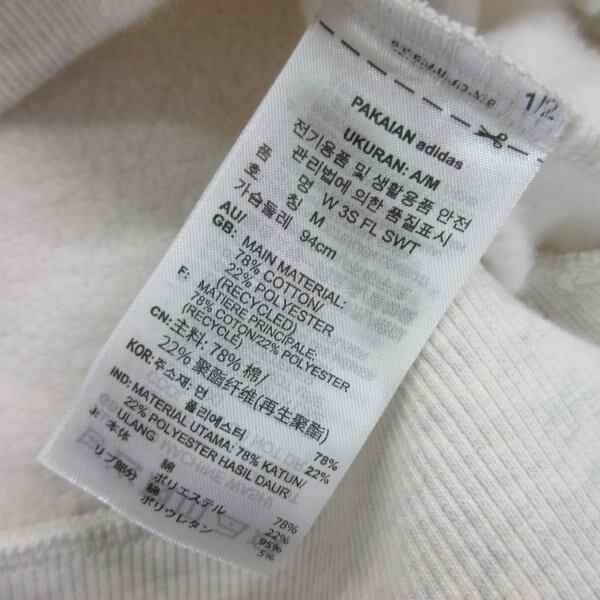 1/2
PAKAIAN adidas
UKURAN: A/M
전기용품 및 생활용품 안전
관리법에 의한 품질표시
품 명 W 3S FL SWT
호 칭 M
가슴둘레 94cm
AU/
GB: MAIN MATERIAL:
78% COTTON/
22% POLYESTER
(RECYCLED)
F: MATIÈRE PRINCIPALE:
78% COTON/22% POLYESTER
(RECYCLE)
CN: 主料: 78% 棉/
22% 聚酯纤维(再生聚酯)
KOR: 주소재: 면 78%
폴리에스터 22%
IND: MATERIAL UTAMA: 78% KATUN/
22% POLYESTER HASIL DAUR
ULANG
J: 本体 綿 78%
ポリエステル 22%
リブ部分 綿 95%
ポリウレタン 5%